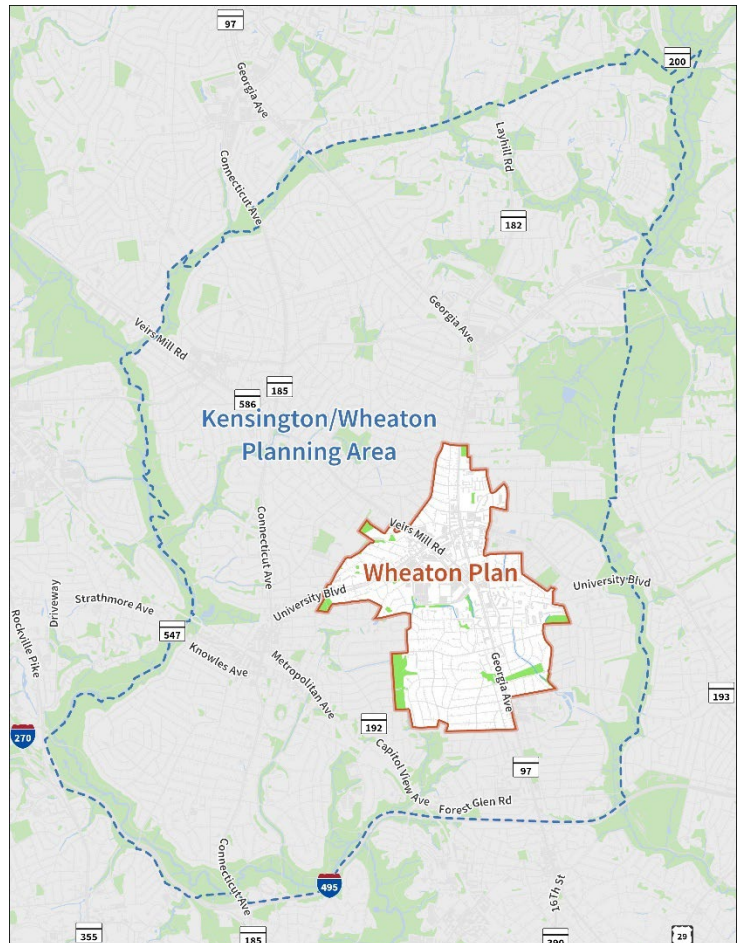 97
200
Georgia Ave
Layhill Rd
Connecticut Ave
182
Georgia Ave
Veirs Mill Rd
185
586
Kensington/Wheaton
Planning Area
Connecticut Ave
Veirs Mill Rd
Wheaton Plan
University Blvd
University Blvd
Driveway
Strathmore Ave
Rockville Pike
547
Knowles Ave
Metropolitan Ave
Georgia Ave
193
192
270
97
Capitol View Ave
Forest Glen Rd
Connecticut Ave
495
16Th St
355
185
390
29